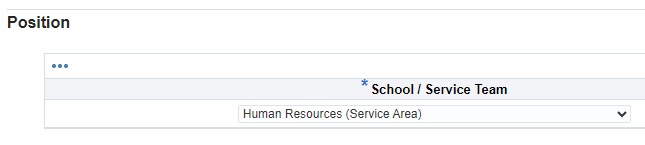 Position
* School / Service Team
Human Resources (Service Area)